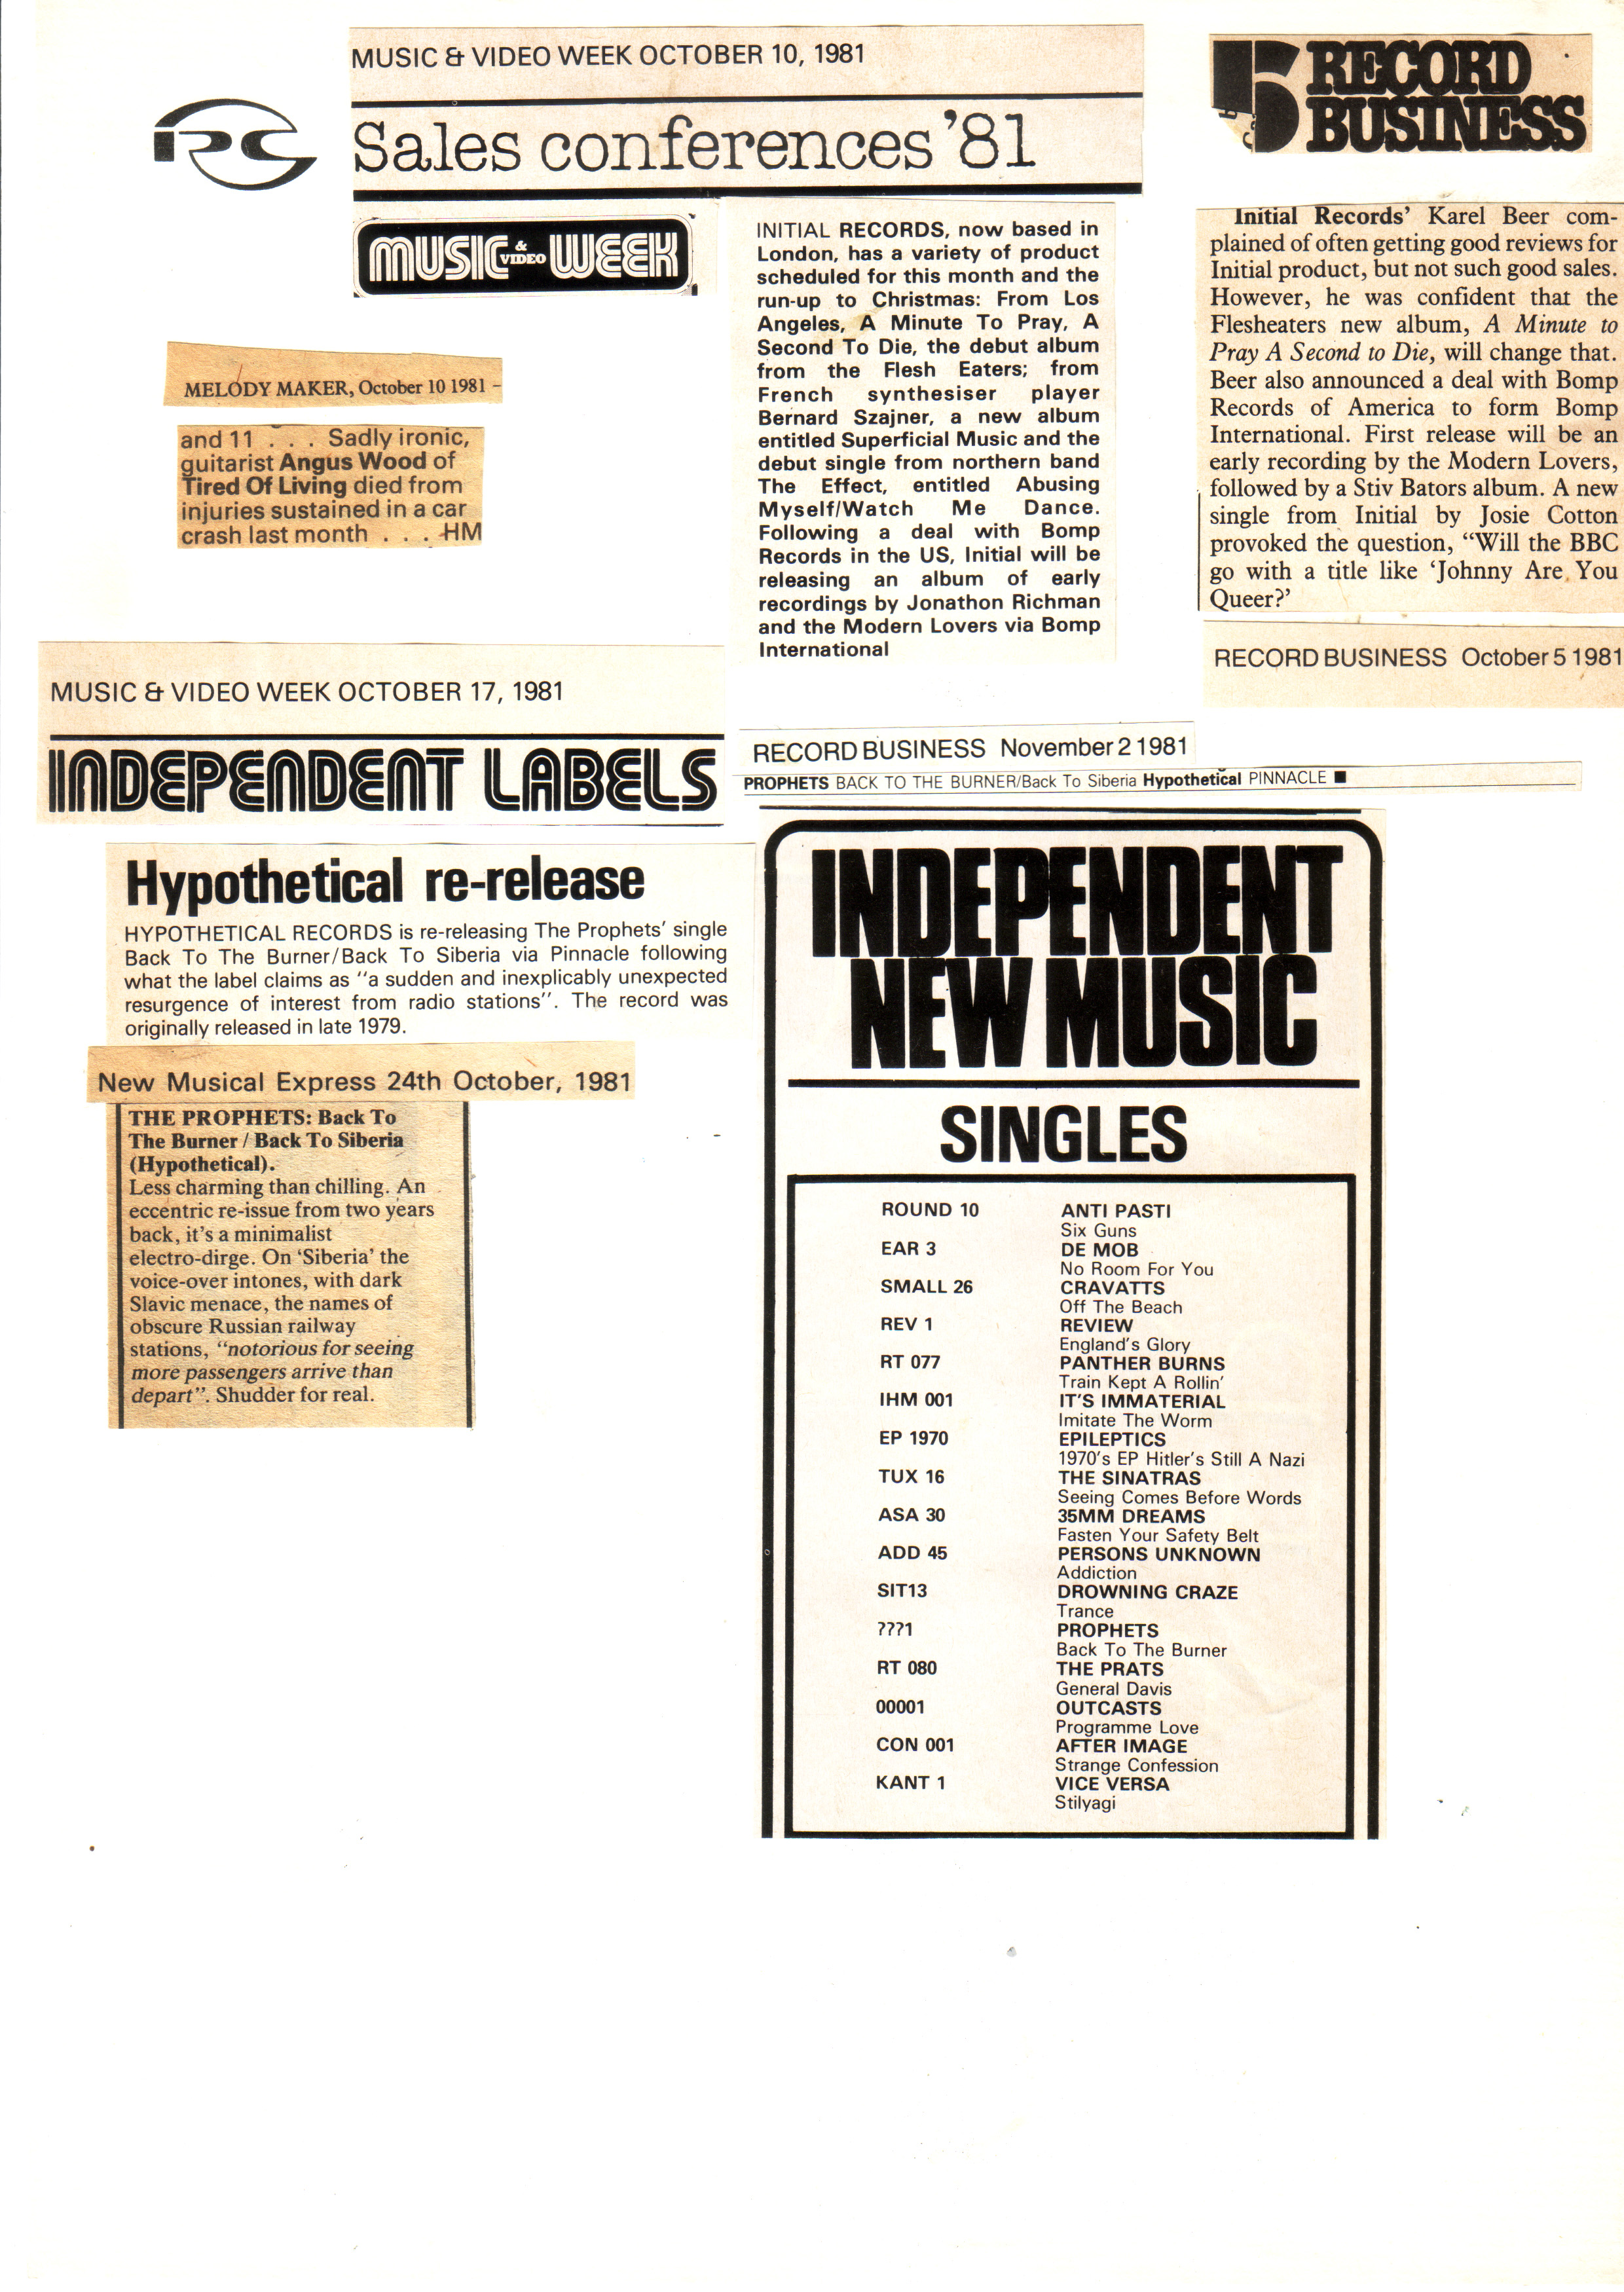 MUSIC & VIDEO WEEK OCTOBER 10, 1981
Sales conferences '81
MUSIC & VIDEO WEEK
INITIAL RECORDS, now based in
London, has a variety of product
scheduled for this month and the
run-up to Christmas: From Los
Angeles, A Minute To Pray, A
Second To Die, the debut album
from the Flesh Eaters; from
French synthesiser player
Bernard Szajner, a new album
entitled Superficial Music and the
debut single from northern band
The Effect, entitled Abusing
Myself/Watch Me Dance.
Following a deal with Bomp
Records in the US, Initial will be
releasing an album of early
recordings by Jonathon Richman
and the Modern Lovers via Bomp
International
5 RECORD
BUSINESS
Initial Records' Karel Beer com-
plained of often getting good reviews for
Initial product, but not such good sales.
However, he was confident that the
Flesheaters new album, A Minute to
Pray A Second to Die, will change that.
Beer also announced a deal with Bomp
Records of America to form Bomp
International. First release will be an
early recording by the Modern Lovers,
followed by a Stiv Bators album. A new
single from Initial by Josie Cotton
provoked the question, "Will the BBC
go with a title like 'Johnny Are You
Queer?'
RECORD BUSINESS October 5 1981
MELODY MAKER, October 10 1981 -
and 11 . . . Sadly ironic,
guitarist Angus Wood of
Tired Of Living died from
injuries sustained in a car
crash last month . . . -HM
MUSIC & VIDEO WEEK OCTOBER 17, 1981
INDEPENDENT LABELS
Hypothetical re-release
HYPOTHETICAL RECORDS is re-releasing The Prophets' single
Back To The Burner/Back To Siberia via Pinnacle following
what the label claims as "a sudden and inexplicably unexpected
resurgence of interest from radio stations". The record was
originally released in late 1979.
New Musical Express 24th October, 1981
THE PROPHETS: Back To
The Burner / Back To Siberia
(Hypothetical).
Less charming than chilling. An
eccentric re-issue from two years
back, it's a minimalist
electro-dirge. On 'Siberia' the
voice-over intones, with dark
Slavic menace, the names of
obscure Russian railway
stations, "notorious for seeing
more passengers arrive than
depart". Shudder for real.
RECORD BUSINESS November 2 1981
PROPHETS BACK TO THE BURNER/Back To Siberia Hypothetical PINNACLE ■
INDEPENDENT
NEW MUSIC
SINGLES
ROUND 10 ANTI PASTI
Six Guns
EAR 3 DE MOB
No Room For You
SMALL 26 CRAVATTS
Off The Beach
REV 1 REVIEW
England's Glory
RT 077 PANTHER BURNS
Train Kept A Rollin'
IHM 001 IT'S IMMATERIAL
Imitate The Worm
EP 1970 EPILEPTICS
1970's EP Hitler's Still A Nazi
TUX 16 THE SINATRAS
Seeing Comes Before Words
ASA 30 35MM DREAMS
Fasten Your Safety Belt
ADD 45 PERSONS UNKNOWN
Addiction
SIT13 DROWNING CRAZE
Trance
???1 PROPHETS
Back To The Burner
RT 080 THE PRATS
General Davis
00001 OUTCASTS
Programme Love
CON 001 AFTER IMAGE
Strange Confession
KANT 1 VICE VERSA
Stilyagi